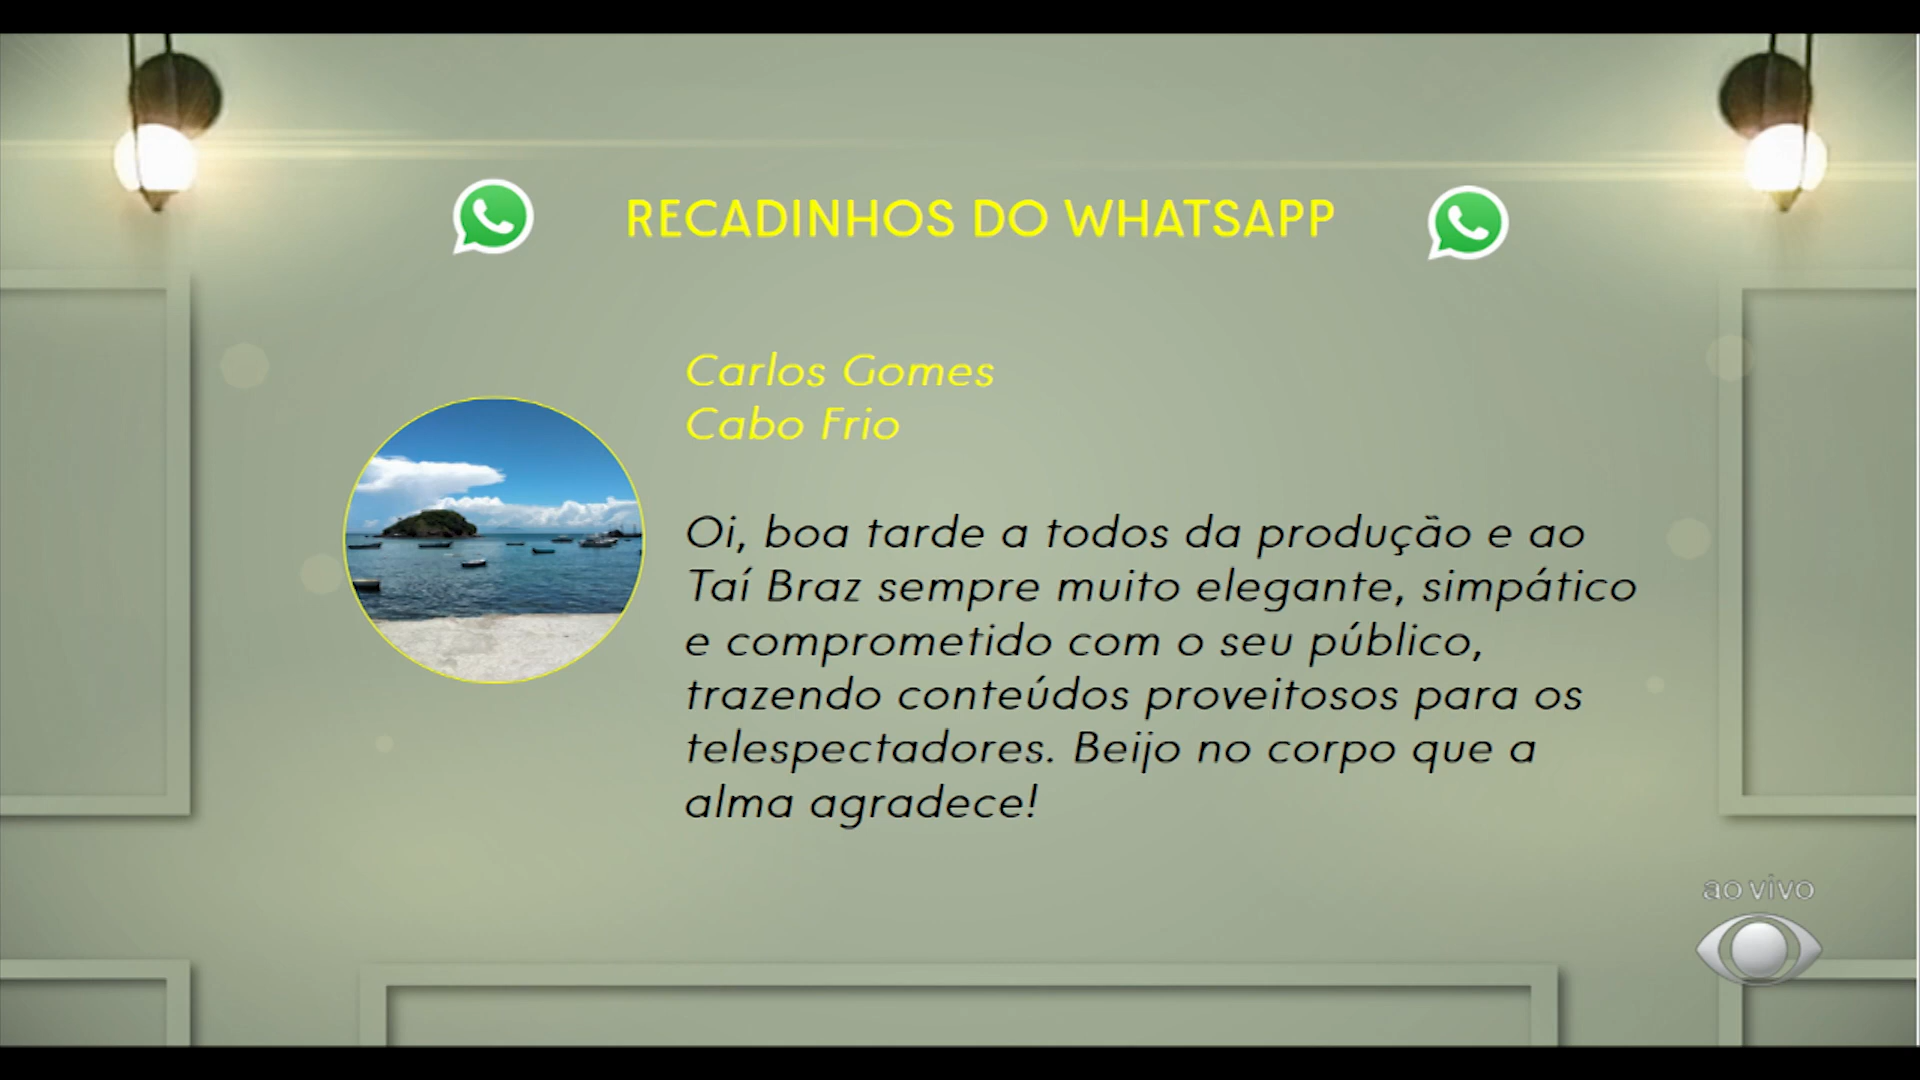 RECADINHOS DO WHATSAPP
Carlos Gomes
Cabo Frio
Oi, boa tarde a todos da produção e ao
Taí Braz sempre muito elegante, simpático
e comprometido com o seu público,
trazendo conteúdos proveitosos para os
telespectadores. Beijo no corpo que a
alma agradece!
ao vivo